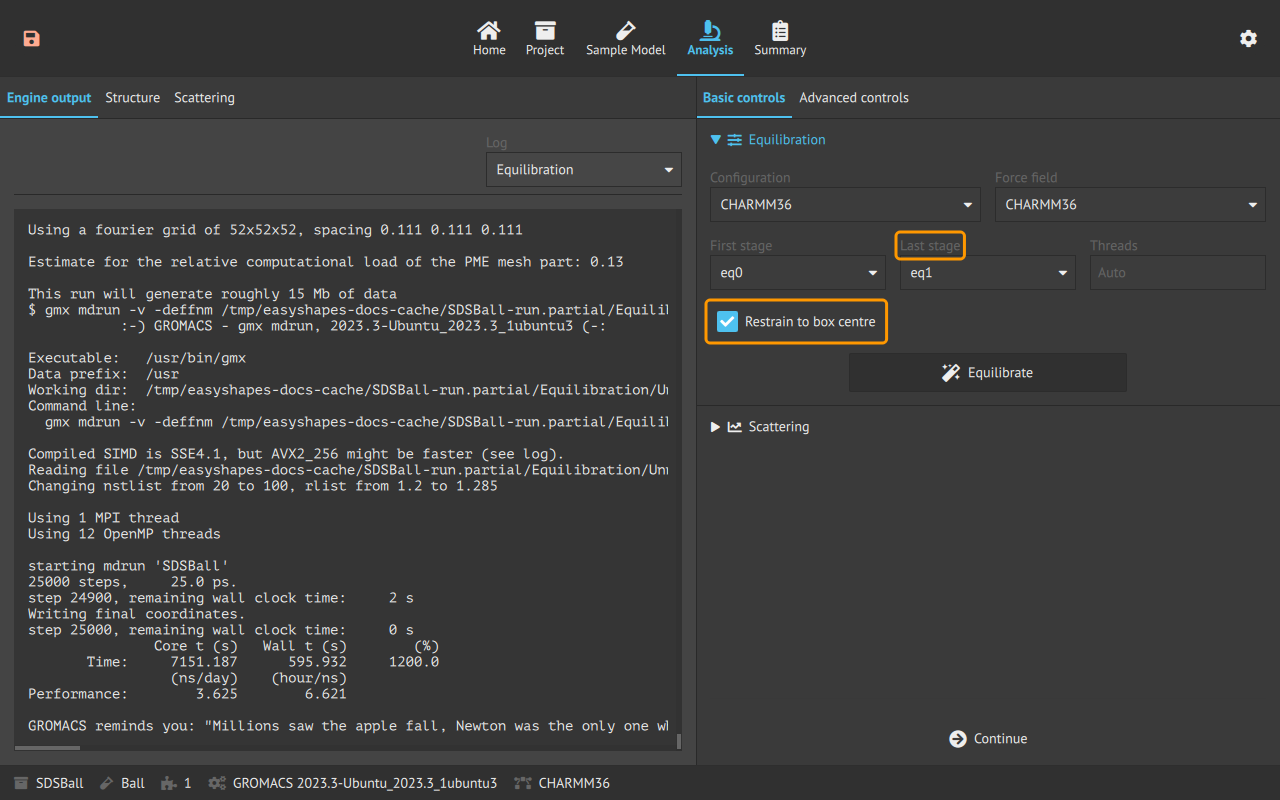 Home
Project
Sample Model
Analysis
Summary
Engine output
Structure
Scattering
Basic controls
Advanced controls
Log
Equilibration
Using a fourier grid of 52x52x52, spacing 0.111 0.111 0.111
Estimate for the relative computational load of the PME mesh part: 0.13
This run will generate roughly 15 Mb of data
$ gmx mdrun -v -deffnm /tmp/easyshapes-docs-cache/SDSBall-run.partial/Equilib
:-) GROMACS - gmx mdrun, 2023.3-Ubuntu_2023.3_1ubuntu3 (-:
Executable: /usr/bin/gmx
Data prefix: /usr
Working dir: /tmp/easyshapes-docs-cache/SDSBall-run.partial/Equilibration/Un
Command line:
gmx mdrun -v -deffnm /tmp/easyshapes-docs-cache/SDSBall-run.partial/Equilib
Compiled SIMD is SSE4.1, but AVX2_256 might be faster (see log).
Reading file /tmp/easyshapes-docs-cache/SDSBall-run.partial/Equilibration/Un
Changing nstlist from 20 to 100, rlist from 1.2 to 1.285
Using 1 MPI thread
Using 12 OpenMP threads
starting mdrun 'SDSBall'
25000 steps, 25.0 ps.
step 24900, remaining wall clock time: 2 s
Writing final coordinates.
step 25000, remaining wall clock time: 0 s
Core t (s) Wall t (s) (%)
Time: 7151.187 595.932 1200.0
(ns/day) (hour/ns)
Performance: 3.625 6.621
GROMACS reminds you: "Millions saw the apple fall, Newton was the only one wh
Equilibration
Configuration
Force field
CHARMM36
CHARMM36
First stage
Last stage
Threads
eq0
eq1
Auto
Restrain to box centre
Equilibrate
Scattering
Continue
SDSBall
Ball
1
GROMACS 2023.3-Ubuntu_2023.3_1ubuntu3
CHARMM36